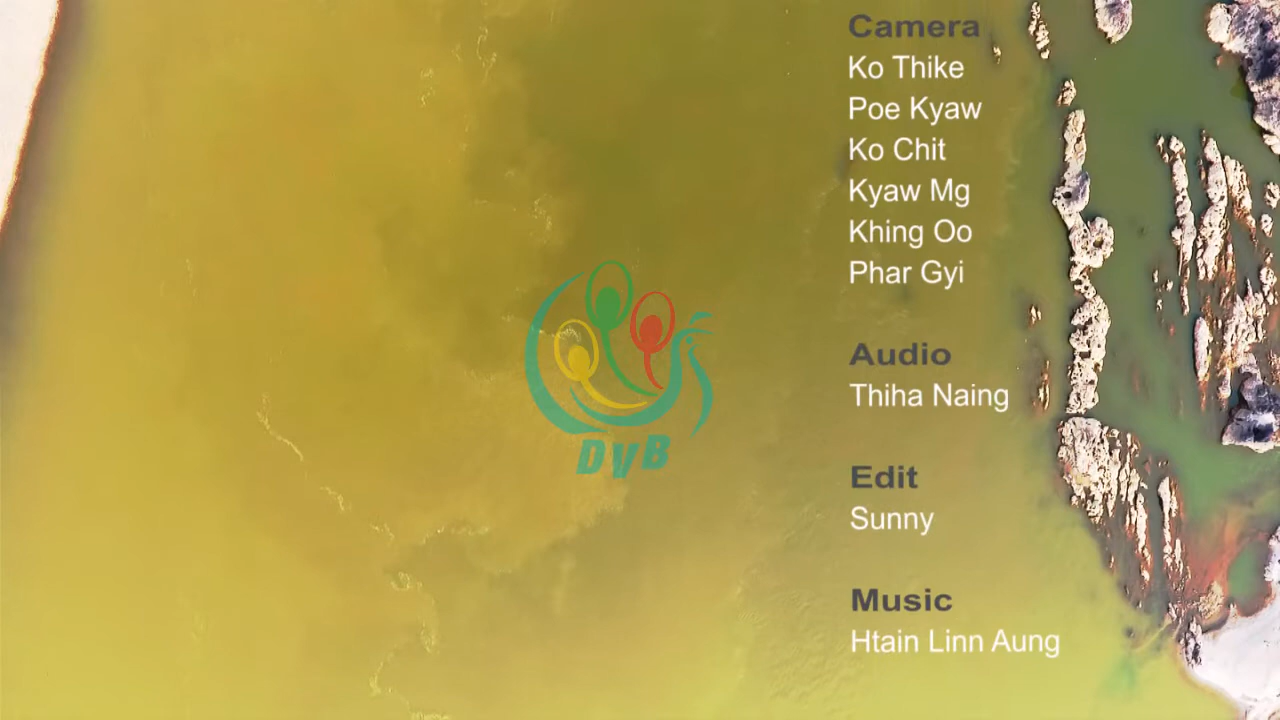 Camera
Ko Thike
Poe Kyaw
Ko Chit
Kyaw Mg
Khing Oo
Phar Gyi
Audio
Thiha Naing
DVB
Edit
Sunny
Music
Htain Linn Aung